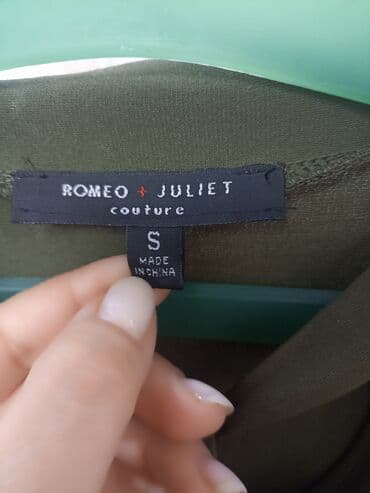 ROMEO + JULIET
couture
S
MADE
IN CHINA